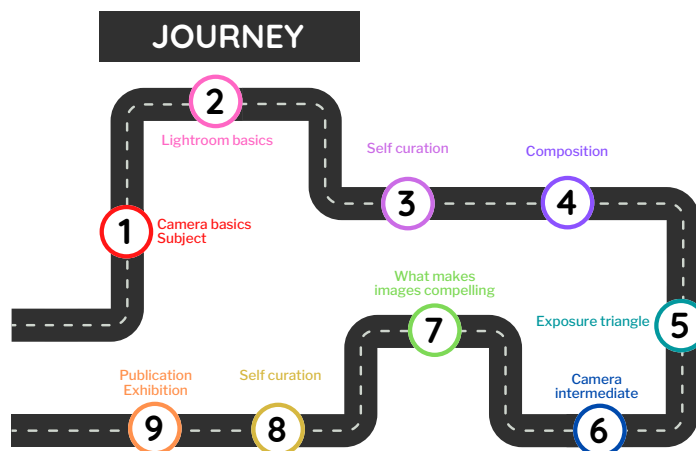 JOURNEY
1
Camera basics
Subject
2
Lightroom basics
3
Self curation
4
Composition
5
Exposure triangle
6
Camera
intermediate
7
What makes
images compelling
8
Self curation
9
Publication
Exhibition